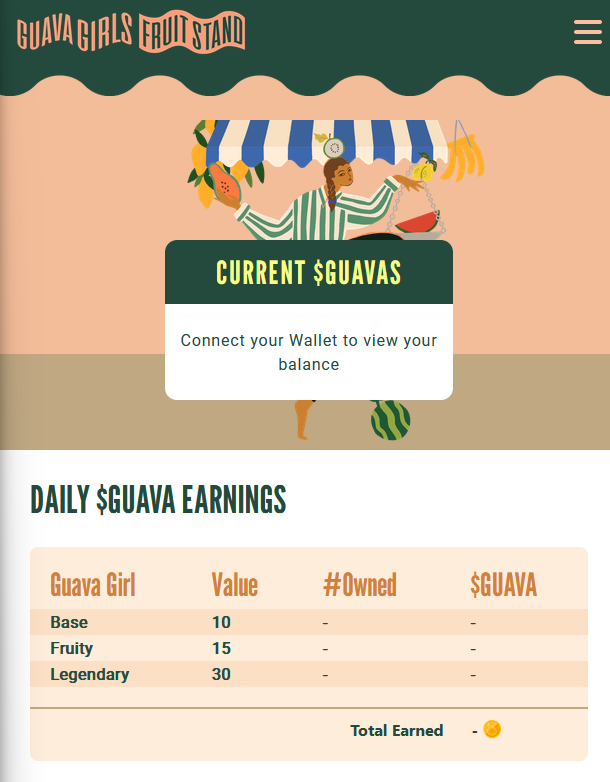 GUAVA GIRLS FRUIT STAND
CURRENT $GUAVAS
Connect your Wallet to view your
balance
DAILY $GUAVA EARNINGS
Guava Girl Value #Owned $GUAVA
Base 10 - -
Fruity 15 - -
Legendary 30 - -
Total Earned -